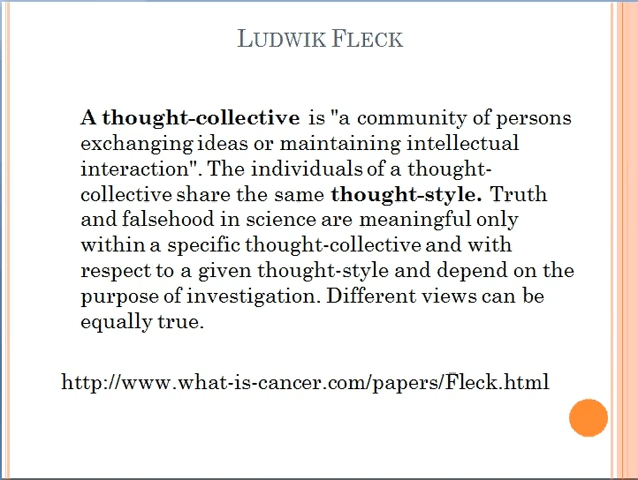 LUDWIK FLECK
A thought-collective is "a community of persons
exchanging ideas or maintaining intellectual
interaction". The individuals of a thought-
collective share the same thought-style. Truth
and falsehood in science are meaningful only
within a specific thought-collective and with
respect to a given thought-style and depend on the
purpose of investigation. Different views can be
equally true.
http://www.what-is-cancer.com/papers/Fleck.html